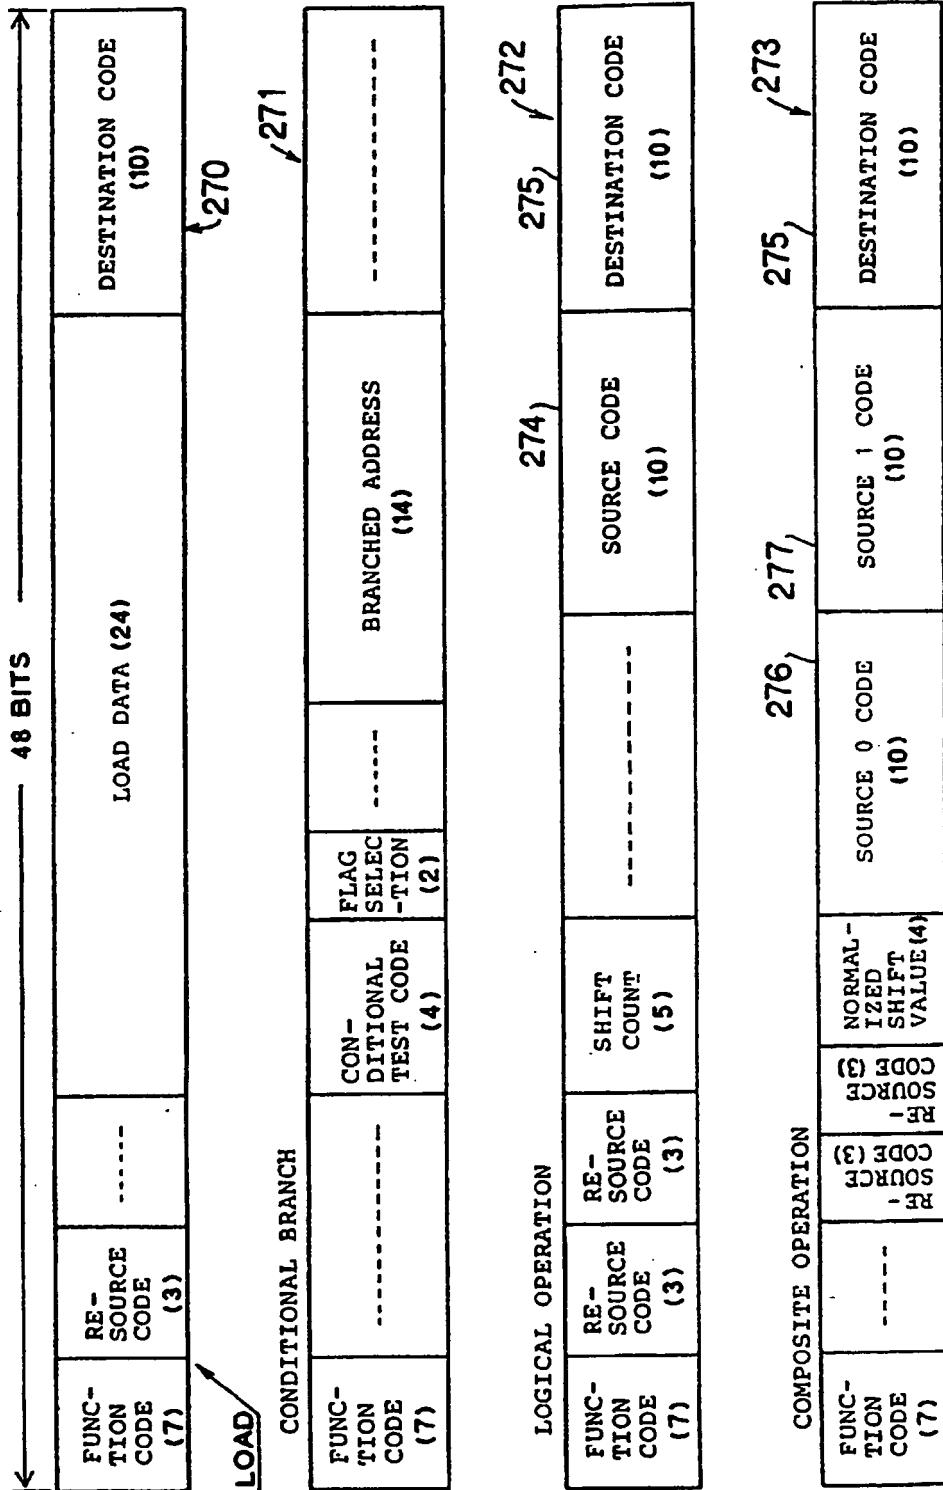 48 BITS
FUNC-
TION
CODE
(7)
RE-
SOURCE
CODE
(3)
------
LOAD DATA (24)
DESTINATION CODE
(10)
LOAD
270
CONDITIONAL BRANCH
271
FUNC-
TION
CODE
(7)
------------
CON-
DITIONAL
TEST CODE
(4)
FLAG
SELEC
-TION
(2)
-----
BRANCHED ADDRESS
(14)
-------------
LOGICAL OPERATION
274
275
272
FUNC-
TION
CODE
(7)
RE-
SOURCE
CODE
(3)
RE-
SOURCE
CODE
(3)
SHIFT
COUNT
(5)
--------------
SOURCE CODE
(10)
DESTINATION CODE
(10)
COMPOSITE OPERATION
276
277
275
273
FUNC-
TION
CODE
(7)
-----
RE-
SOURCE
CODE (3)
RE-
SOURCE
CODE (3)
NORMAL-
IZED
SHIFT
VALUE(4)
SOURCE 0 CODE
(10)
SOURCE 1 CODE
(10)
DESTINATION CODE
(10)